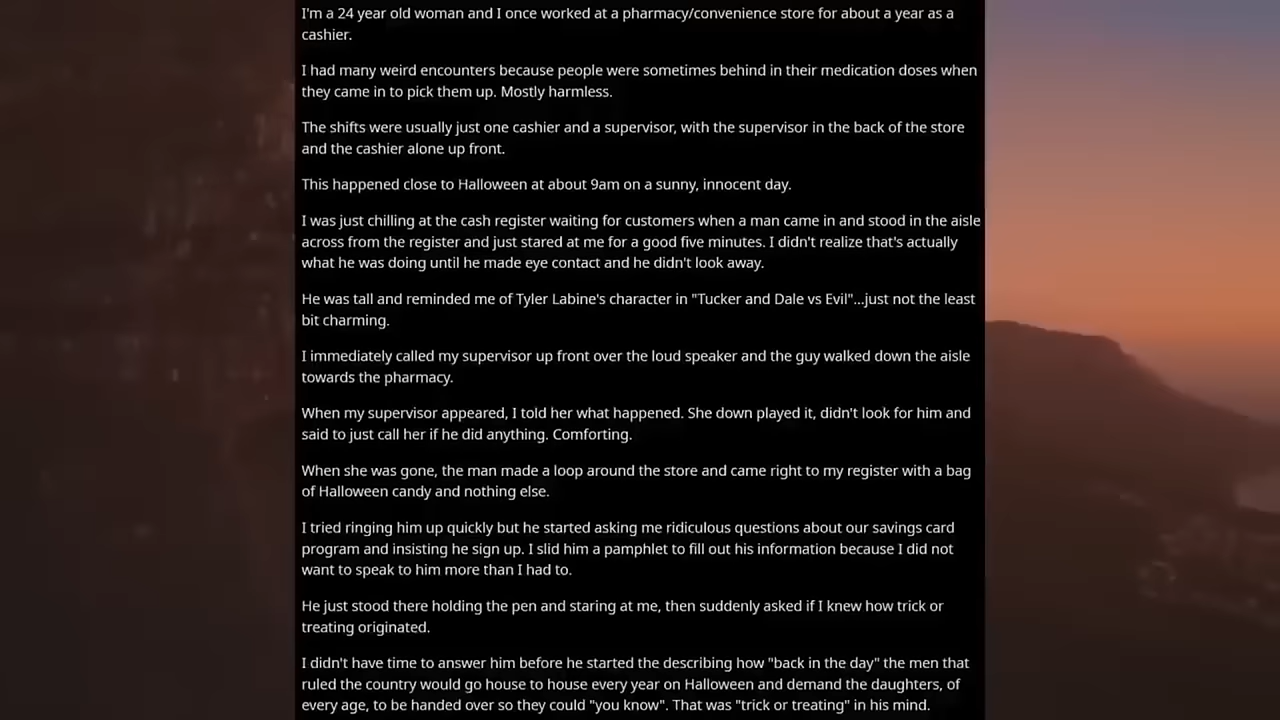 I'm a 24 year old woman and I once worked at a pharmacy/convenience store for about a year as a
cashier.
I had many weird encounters because people were sometimes behind in their medication doses when
they came in to pick them up. Mostly harmless.
The shifts were usually just one cashier and a supervisor, with the supervisor in the back of the store
and the cashier alone up front.
This happened close to Halloween at about 9am on a sunny, innocent day.
I was just chilling at the cash register waiting for customers when a man came in and stood in the aisle
across from the register and just stared at me for a good five minutes. I didn't realize that's actually
what he was doing until he made eye contact and he didn't look away.
He was tall and reminded me of Tyler Labine's character in "Tucker and Dale vs Evil"...just not the least
bit charming.
I immediately called my supervisor up front over the loud speaker and the guy walked down the aisle
towards the pharmacy.
When my supervisor appeared, I told her what happened. She down played it, didn't look for him and
said to just call her if he did anything. Comforting.
When she was gone, the man made a loop around the store and came right to my register with a bag
of Halloween candy and nothing else.
I tried ringing him up quickly but he started asking me ridiculous questions about our savings card
program and insisting he sign up. I slid him a pamphlet to fill out his information because I did not
want to speak to him more than I had to.
He just stood there holding the pen and staring at me, then suddenly asked if I knew how trick or
treating originated.
I didn't have time to answer him before he started the describing how "back in the day" the men that
ruled the country would go house to house every year on Halloween and demand the daughters, of
every age, to be handed over so they could "you know". That was "trick or treating" in his mind.